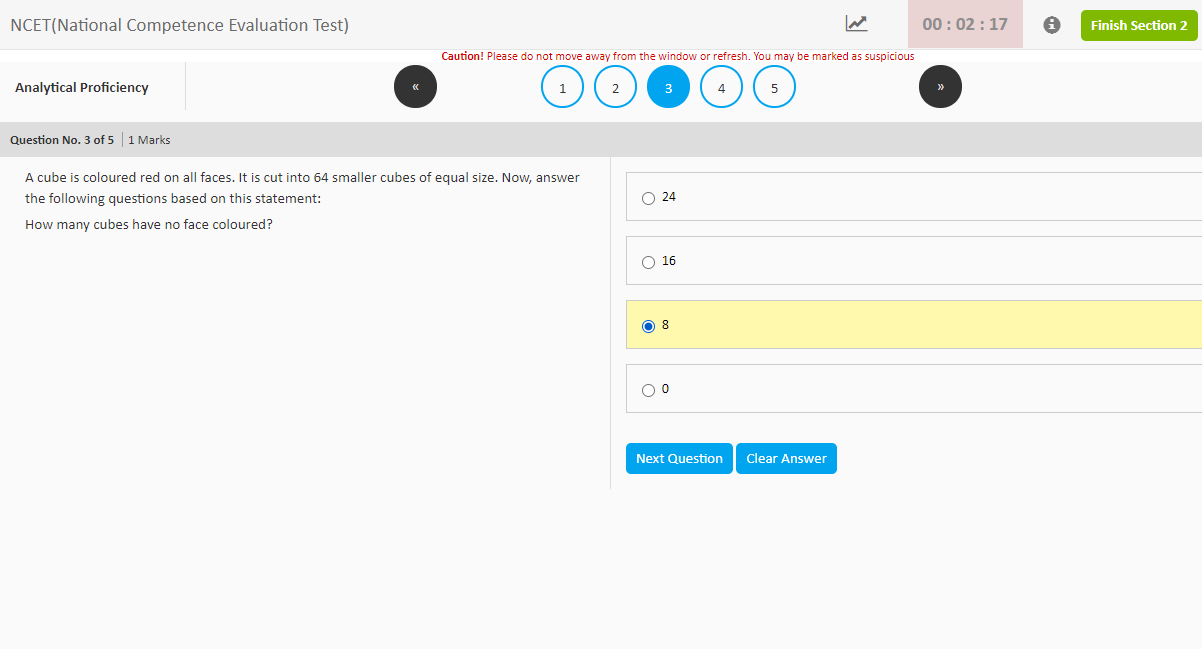 NCET(National Competence Evaluation Test)
00 : 02 : 17
Finish Section 2
Caution! Please do not move away from the window or refresh. You may be marked as suspicious
Analytical Proficiency
«
1
2
3
4
5
»
Question No. 3 of 5
1 Marks
A cube is coloured red on all faces. It is cut into 64 smaller cubes of equal size. Now, answer
the following questions based on this statement:
How many cubes have no face coloured?
24
16
8
0
Next Question
Clear Answer